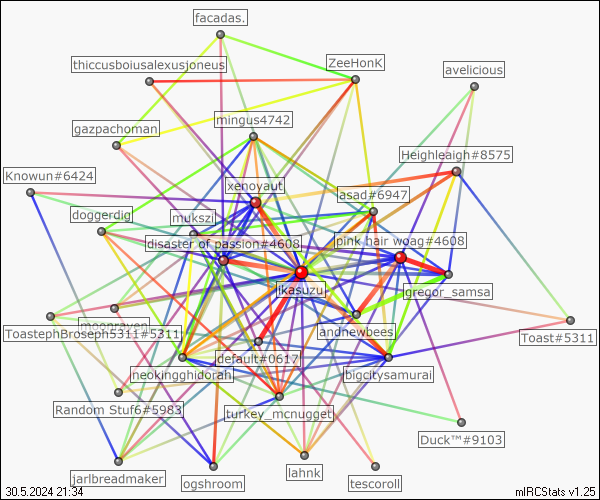 facadas.
thiccusboiusalexusjoneus
ZeeHonK
avelicious
mingus4742
gazpachoman
Heighleaigh#8575
Knowun#6424
xenoyaut
asad#6947
doggerdig
mukszi
disaster of passion#4608
pink hair woag#4608
ikasuzu
gregor_samsa
moonraven
ToastephBroseph5311#5311
andnewbees
Toast#5311
default#0617
neokingghidorah
bigcitysamurai
Random Stuf6#5983
turkey_mcnugget
Duck™#9103
jarlbreadmaker
ogshroom
lahnk
tescoroll
30.5.2024 21:34
mIRCStats v1.25